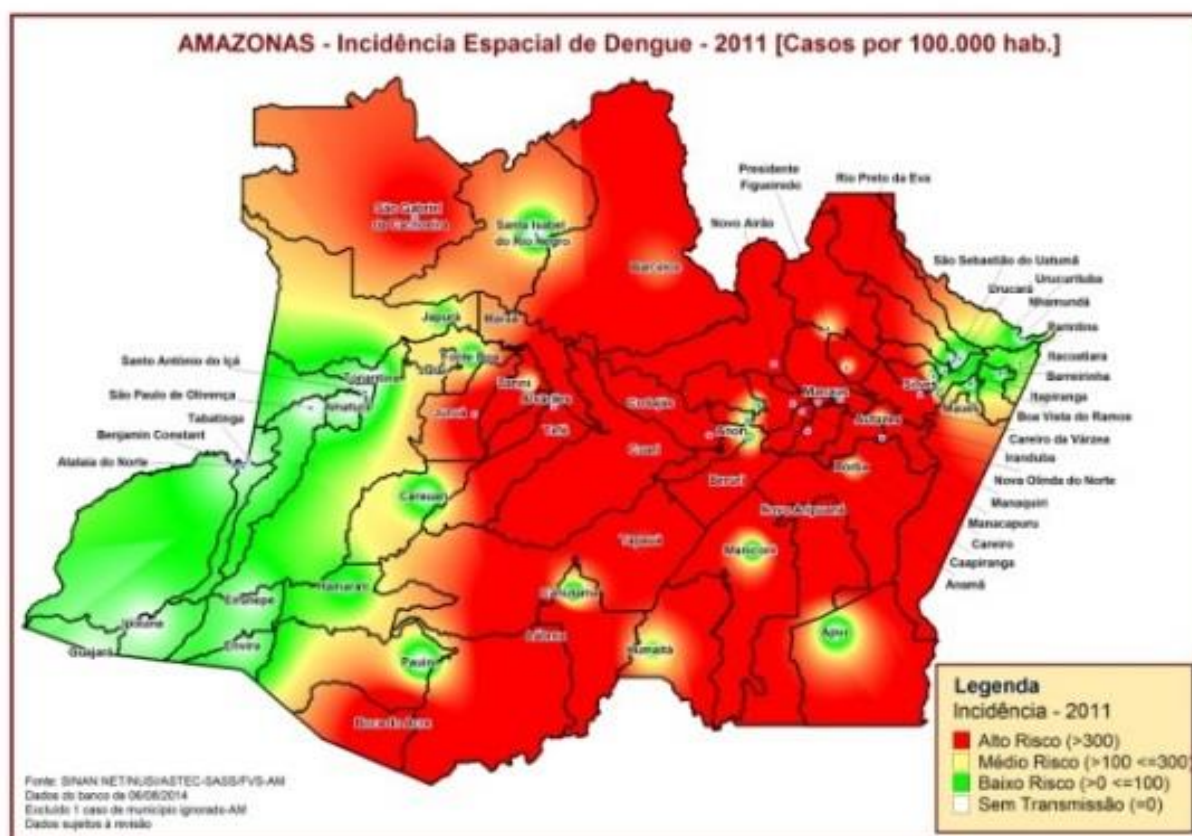 AMAZONAS - Incidência Espacial de Dengue - 2011 [Casos por 100.000 hab.]
Presidente
Figueiredo
Rio Preto da Eva
Novo Airão
São Gabriel
da Cachoeira
Santa Isabel
do Rio Negro
Barcelos
São Sebastião do Uatumã
Urucurituba
Urucará
Nhamundá
Parintins
Japurá
Maraã
Santo Antônio do Içá
Tonantins
Fonte Boa
Itacoatiara
Barreirinha
São Paulo de Olivença
Amaturá
Juruá
Alvarães
Codajás
Manaus
Silves
Itapiranga
Maués
Boa Vista do Ramos
Tabatinga
Tefé
Coari
Anori
Autazes
Careiro da Várzea
Benjamin Constant
Iranduba
Atalaia do Norte
Beruri
Borba
Nova Olinda do Norte
Carauari
Novo Aripuanã
Manaquiri
Manacapuru
Tapauá
Manicoré
Careiro
Caapiranga
Anamã
Itamarati
Canutama
Eirunepé
Ipixuna
Envira
Guajará
Lábrea
Humaitá
Apuí
Pauini
Boca do Acre
Legenda
Incidência - 2011
Alto Risco (>300)
Médio Risco (>100 <=300)
Baixo Risco (>0 <=100)
Sem Transmissão (=0)
Fonte: SINAN NET/NUSI/ASTEC-SASS/FVS-AM
Dados do banco de 06/08/2014
Excluído 1 caso de município ignorado-AM
Dados sujeitos à revisão